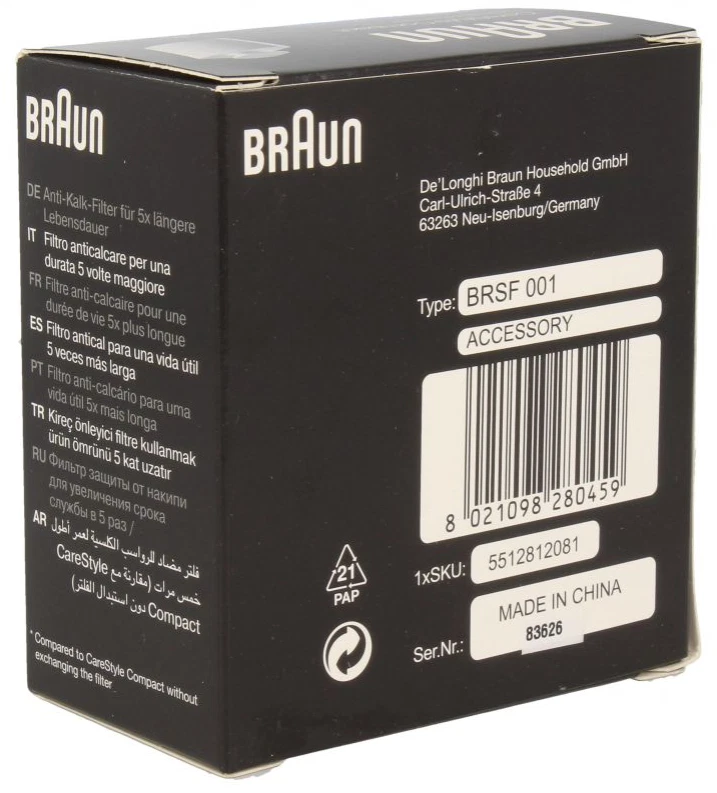 BRAUN
BRAUN
DE Anti-Kalk-Filter für 5x längere
Lebensdauer
IT Filtro anticalcare per una
durata 5 volte maggiore
FR Filtre anti-calcaire pour une
durée de vie 5x plus longue
ES Filtro antical para una vida útil
5 veces más larga
PT Filtro anti-calcário para uma
vida útil 5x mais longa
TR Kireç önleyici filtre kullanmak
ürün ömrünü 5 kat uzatır
RU Фильтр защиты от накипи
для увеличения срока
службы в 5 раз /
AR فلتر مضاد للرواسب الكلسية لعمر أطول
خمس مرات (مقارنة مع CareStyle
Compact دون استبدال الفلتر)
* Compared to CareStyle Compact without
exchanging the filter
BRAUN
De'Longhi Braun Household GmbH
Carl-Ulrich-Straße 4
63263 Neu-Isenburg/Germany
Type: BRSF 001
ACCESSORY
8 021098 280459
21
PAP
1xSKU: 5512812081
MADE IN CHINA
Ser.Nr.: 83626